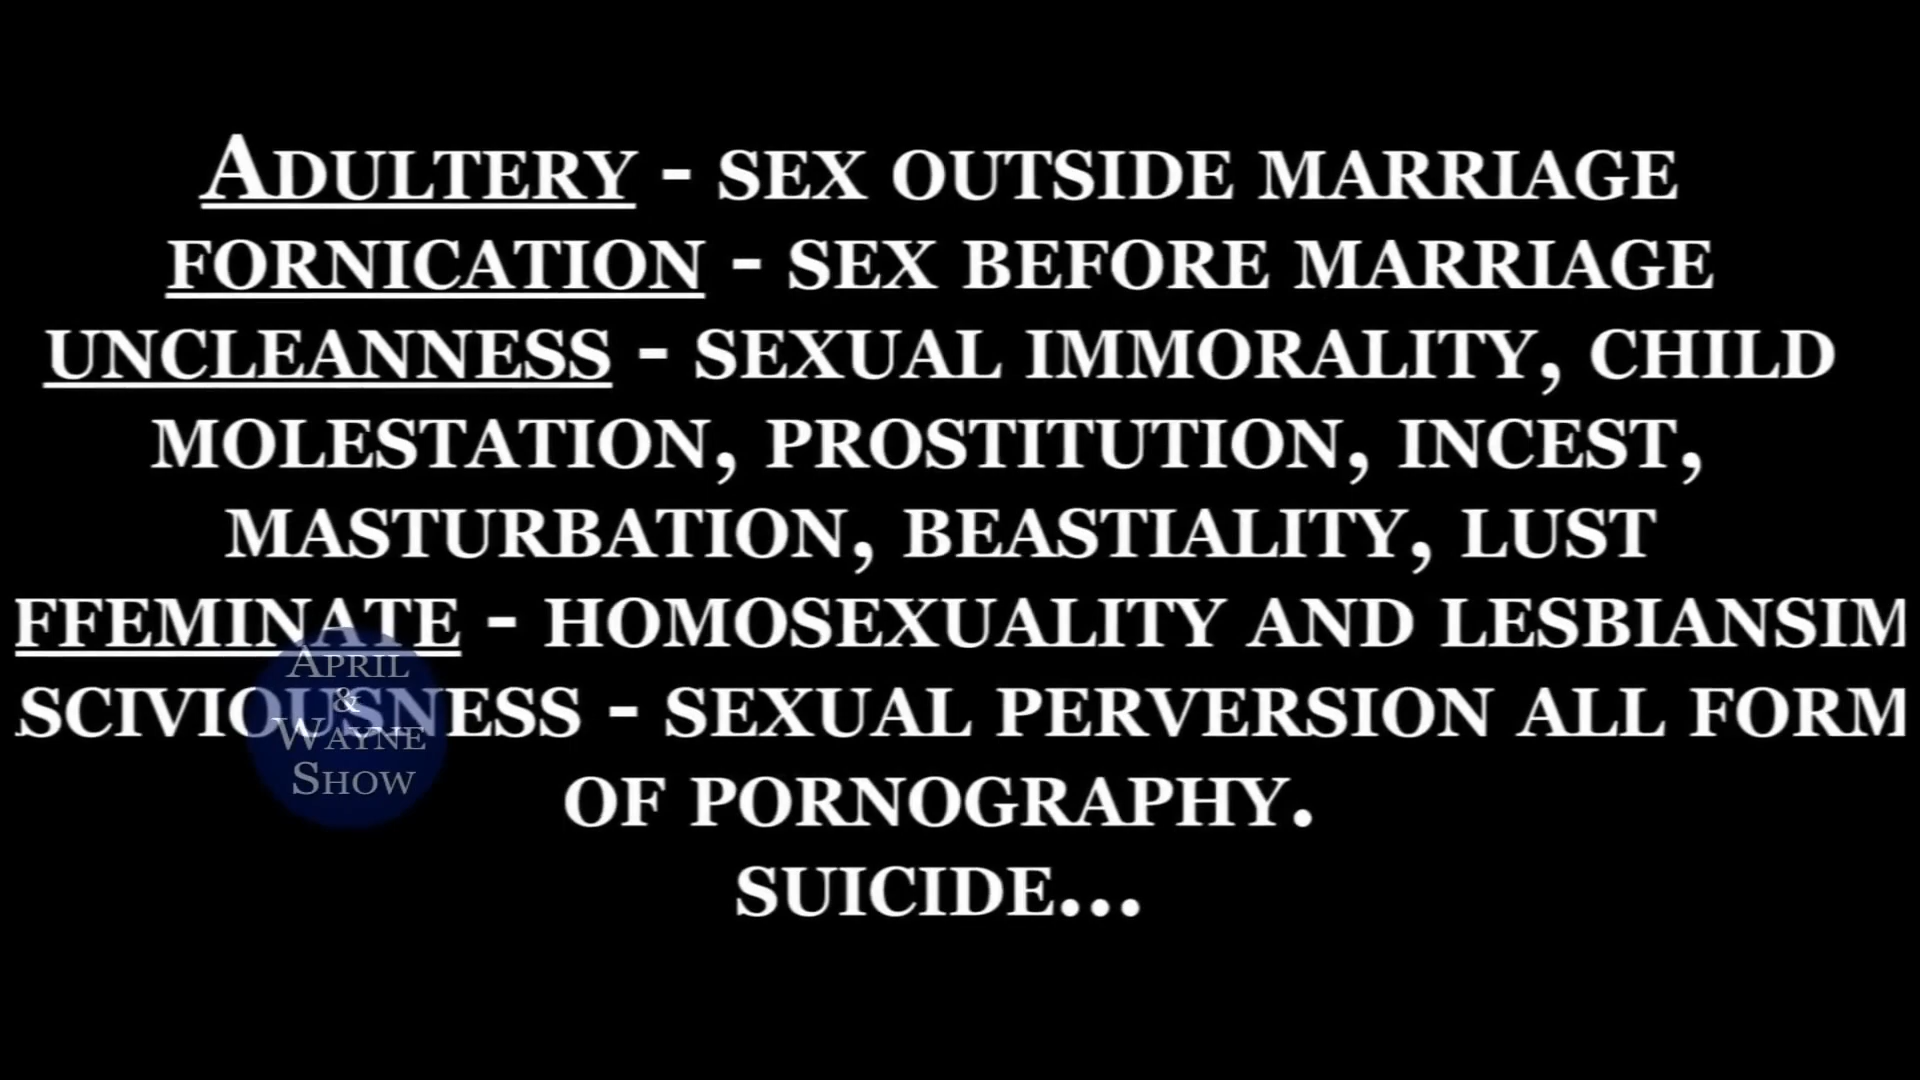 ADULTERY - SEX OUTSIDE MARRIAGE
FORNICATION - SEX BEFORE MARRIAGE
UNCLEANNESS - SEXUAL IMMORALITY, CHILD
MOLESTATION, PROSTITUTION, INCEST,
MASTURBATION, BEASTIALITY, LUST
FFEMINATE - HOMOSEXUALITY AND LESBIANSIM
SCIVIOUSNESS - SEXUAL PERVERSION ALL FORM
OF PORNOGRAPHY.
SUICIDE...
APRIL
&
WAYNE
SHOW